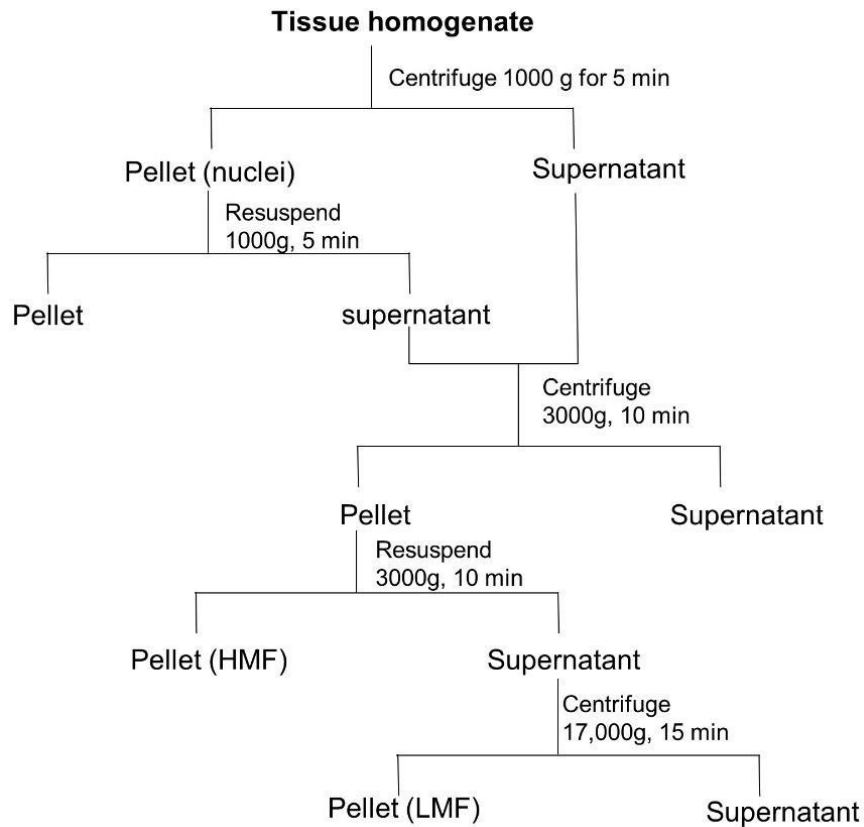 Tissue homogenate
Centrifuge 1000 g for 5 min
Pellet (nuclei)
Supernatant
Resuspend
1000g, 5 min
Pellet
supernatant
Centrifuge
3000g, 10 min
Pellet
Supernatant
Resuspend
3000g, 10 min
Pellet (HMF)
Supernatant
Centrifuge
17,000g, 15 min
Pellet (LMF)
Supernatant